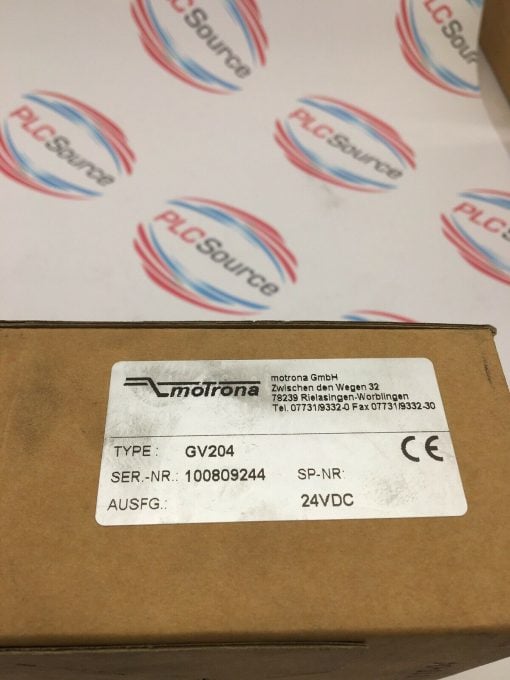 PLC Source
PLC Source
PLC Source
PLC Source
PLC Source
motrona
motrona GmbH
Zwischen den Wegen 32
78239 Rielasingen-Worblingen
Tel. 07731/9332-0 Fax 07731/9332-30
TYPE : GV204
CE
SER.-NR.: 100809244 SP-NR:
AUSFG.: 24VDC